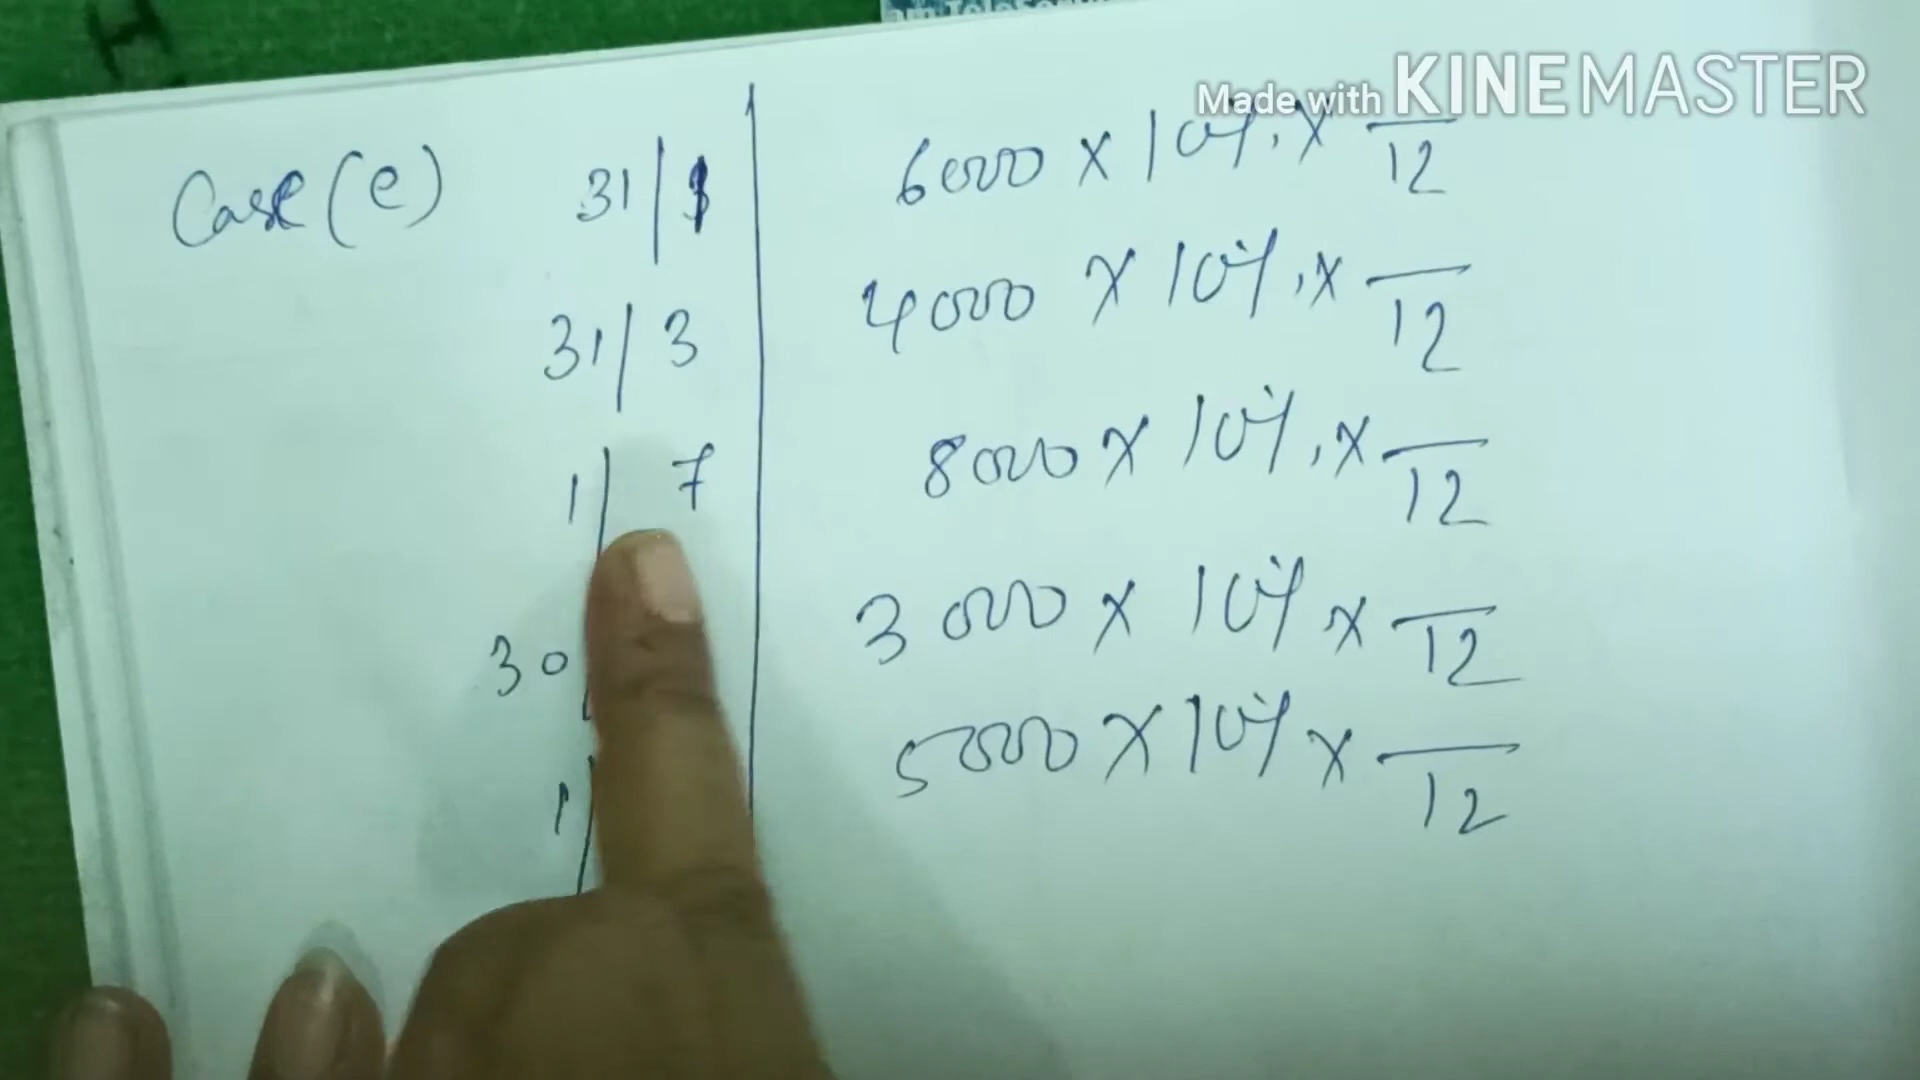 Made with KINEMASTER
Case (e) 31/1 6000 × 10% × /12
31/3 4000 × 10% × /12
1/7 8000 × 10% × /12
30/ 3000 × 10% × /12
1/ 5000 × 10% × /12